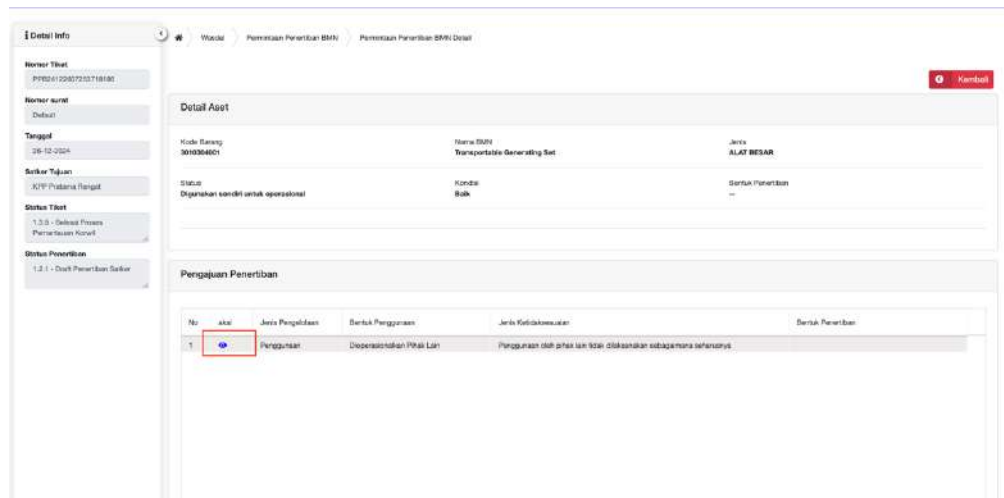 Detail Info
Nomor Tiket
Nomor surat
Default
Tanggal
26-12-2024
Satker Tujuan
KPP Pratama Rengat
Status Tiket
1.3.5 - Selesai Proses
Pemantauan Kanwil
Status Penertiban
1.2.1 - Draft Penertiban Satker
Wasdal
Permintaan Penertiban BMN
Permintaan Penertiban BMN Detail
Kembali
Detail Aset
Kode Barang
Nama BMN
Jenis
3010304001
Transportable Generating Set
ALAT BESAR
Status
Kondisi
Bentuk Penertiban
Digunakan sendiri untuk operasional
Baik
--
Pengajuan Penertiban
No
aksi
Jenis Pengelolaan
Bentuk Penggunaan
Jenis Ketidaksesuaian
Bentuk Penertiban
1
Penggunaan
Dioperasionalkan Pihak Lain
Penggunaan oleh pihak lain tidak dilaksanakan sebagaimana seharusnya